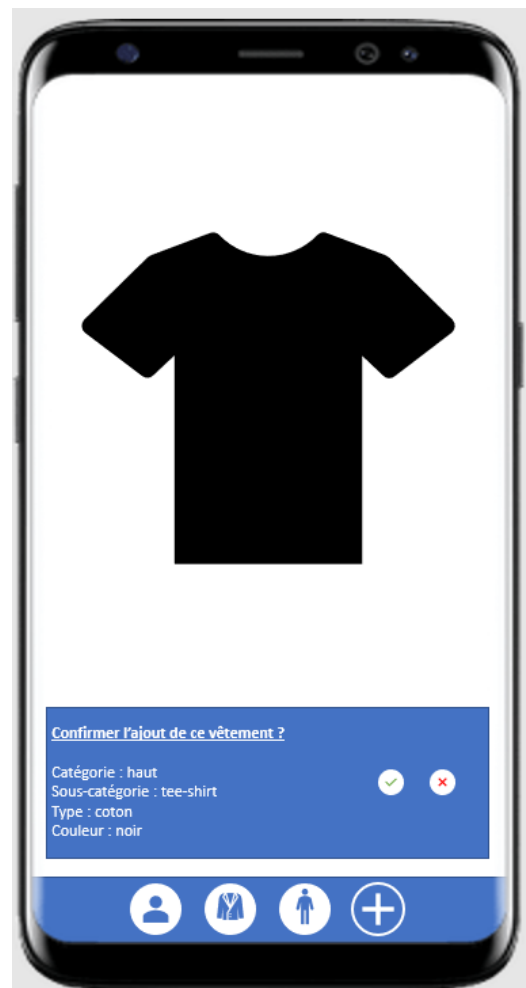 Confirmer l'ajout de ce vêtement ?
Catégorie : haut
Sous-catégorie : tee-shirt
Type : coton
Couleur : noir